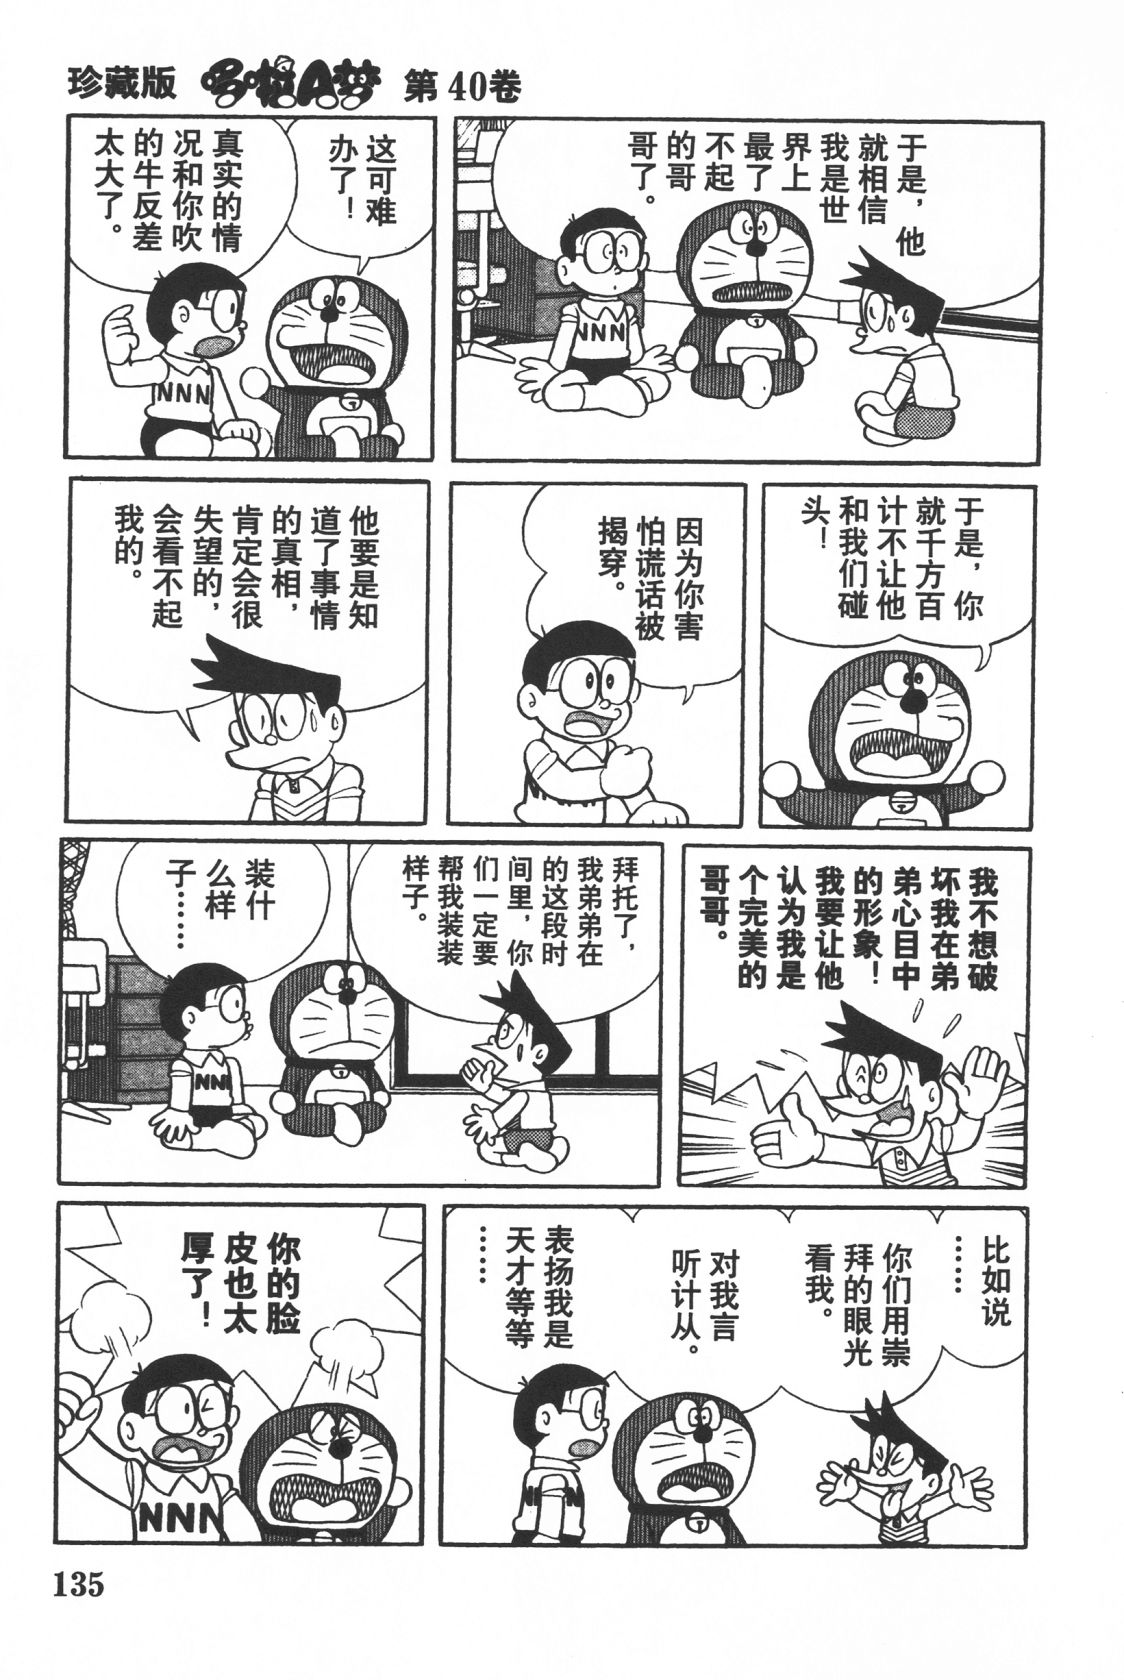 珍藏版 哆啦A梦 第40卷
于是，他
就相信
我是世
界上
最了
不起
的哥
哥了。
这可难
办了！
真实的情
况和你吹
的牛反差
太大了。
于是，你
就千方百
计不让他
和我们碰
头！
因为你害
怕谎话被
揭穿。
他要是知
道了事情
的真相，
肯定会很
失望的，
会看不起
我的。
我不想破
坏我在弟
弟心目中
的形象！
我要让他
认为我是
个完美的
哥哥。
拜托了，
我弟弟在
的这段时
间里，你
们一定要
帮我装装
样子。
装什
么样
子……
比如说
……
你们用崇
拜的眼光
看我。
对我言
听计从。
表扬我是
天才等等
……
你的脸
皮也太
厚了！
NNN
NNN
NNN
NNN
135